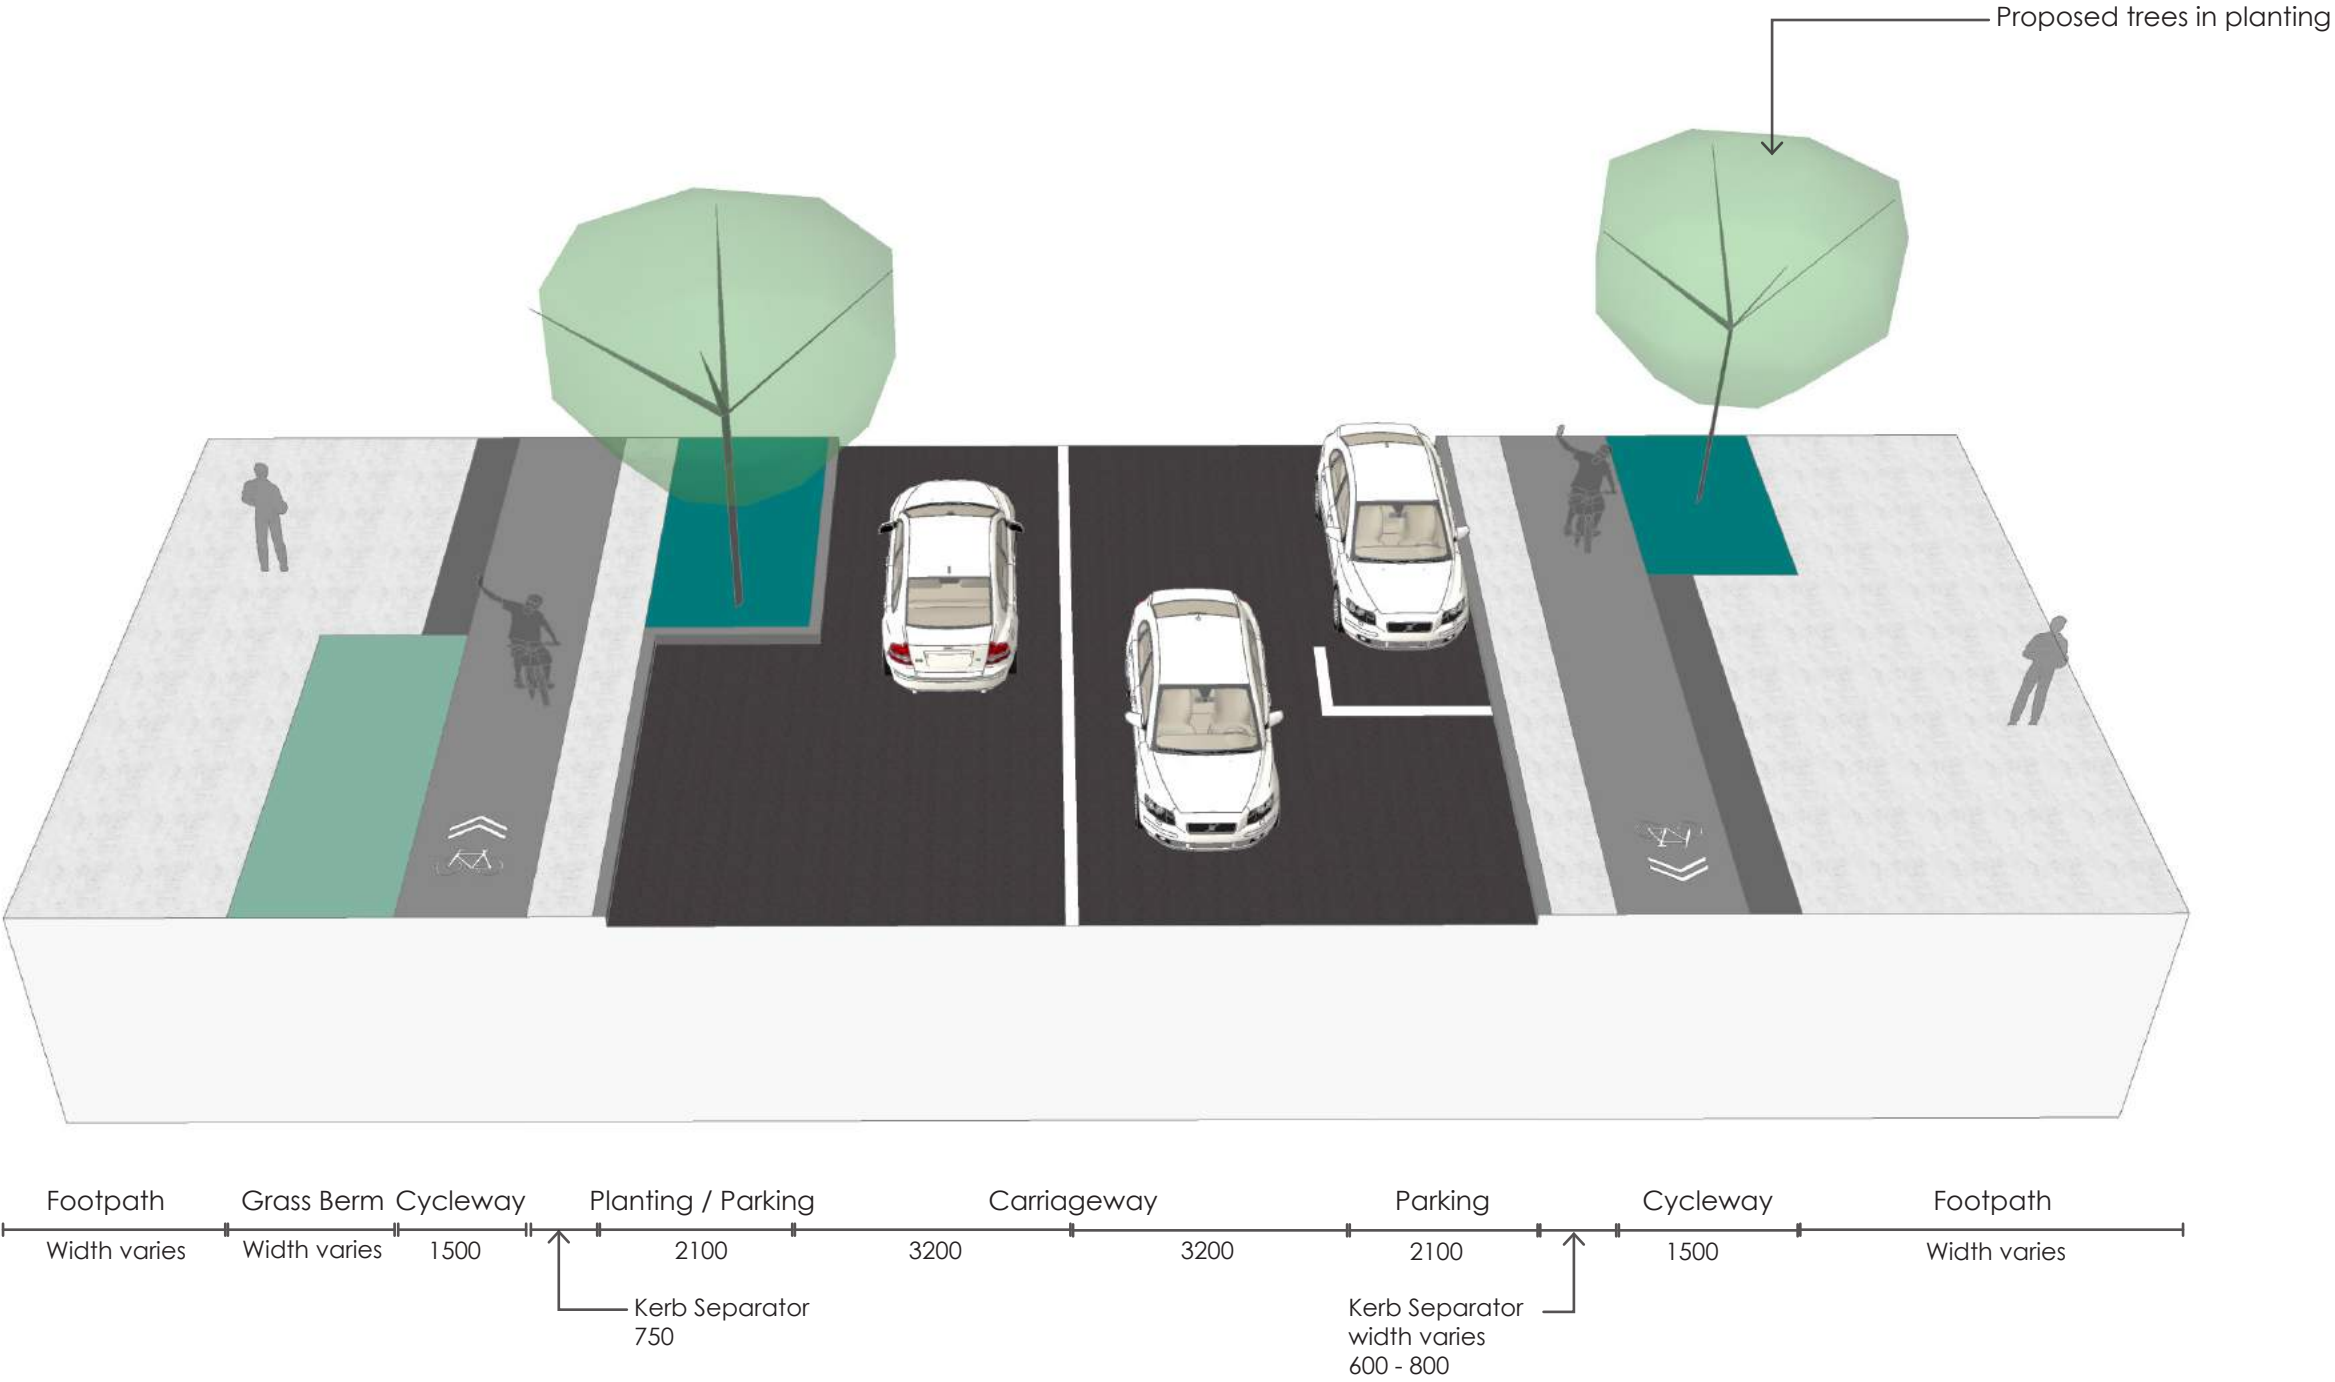 Proposed trees in planting
Footpath
Grass Berm
Cycleway
Planting / Parking
Carriageway
Parking
Cycleway
Footpath
Width varies
Width varies
1500
2100
3200
3200
2100
1500
Width varies
Kerb Separator
750
Kerb Separator
width varies
600 - 800